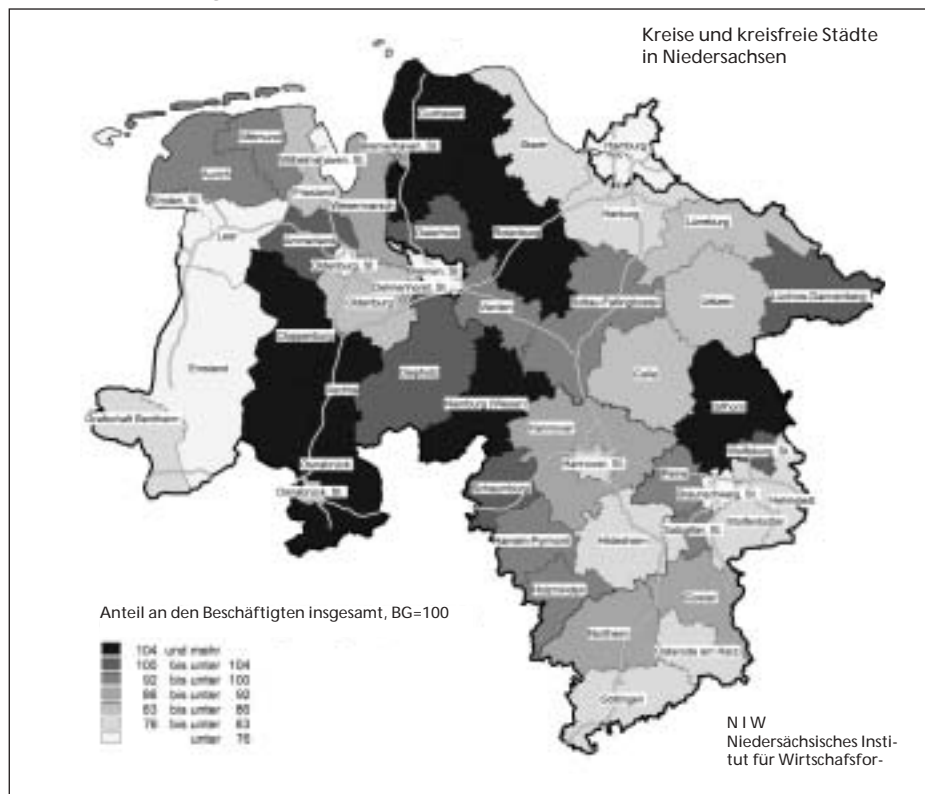 Kreise und kreisfreie Städte
in Niedersachsen
Cuxhaven
Stade
Hamburg
Wittmund
Wilhelmshaven, St.
Bremerhaven, St.
Aurich
Friesland
Wesermarsch
Emden, St.
Harburg
Lüneburg
Leer
Ammerland
Osterholz
Rotenburg
Oldenburg, St.
Bremen, St.
Delmenhorst, St.
Oldenburg
Verden
Soltau-Fallingbostel
Uelzen
Lüchow-Dannenberg
Cloppenburg
Emsland
Vechta
Diepholz
Celle
Nienburg (Weser)
Gifhorn
Grafschaft Bentheim
Hannover
Osnabrück
Hannover, St.
Wolfsburg, St.
Osnabrück, St.
Schaumburg
Peine
Braunschweig, St.
Helmstedt
Wolfenbüttel
Salzgitter, St.
Hameln-Pyrmont
Hildesheim
Holzminden
Goslar
Northeim
Osterode am Harz
Göttingen
Anteil an den Beschäftigten insgesamt, BG=100
104 und mehr
100 bis unter 104
92 bis unter 100
bis unter 92
83 bis unter
76 bis unter 83
unter 76
N I W
Niedersächsisches Insti-
tut für Wirtschafsfor-